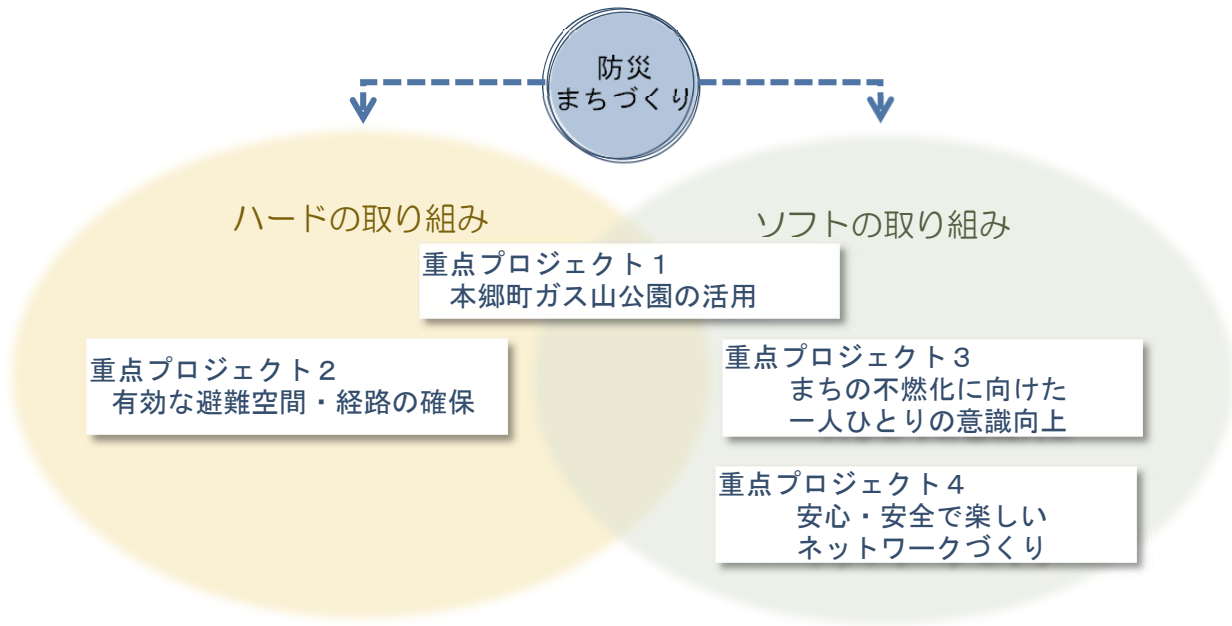 防災
まちづくり
ハードの取り組み
ソフトの取り組み
重点プロジェクト１
本郷町ガス山公園の活用
重点プロジェクト２
有効な避難空間・経路の確保
重点プロジェクト３
まちの不燃化に向けた
一人ひとりの意識向上
重点プロジェクト４
安心・安全で楽しい
ネットワークづくり